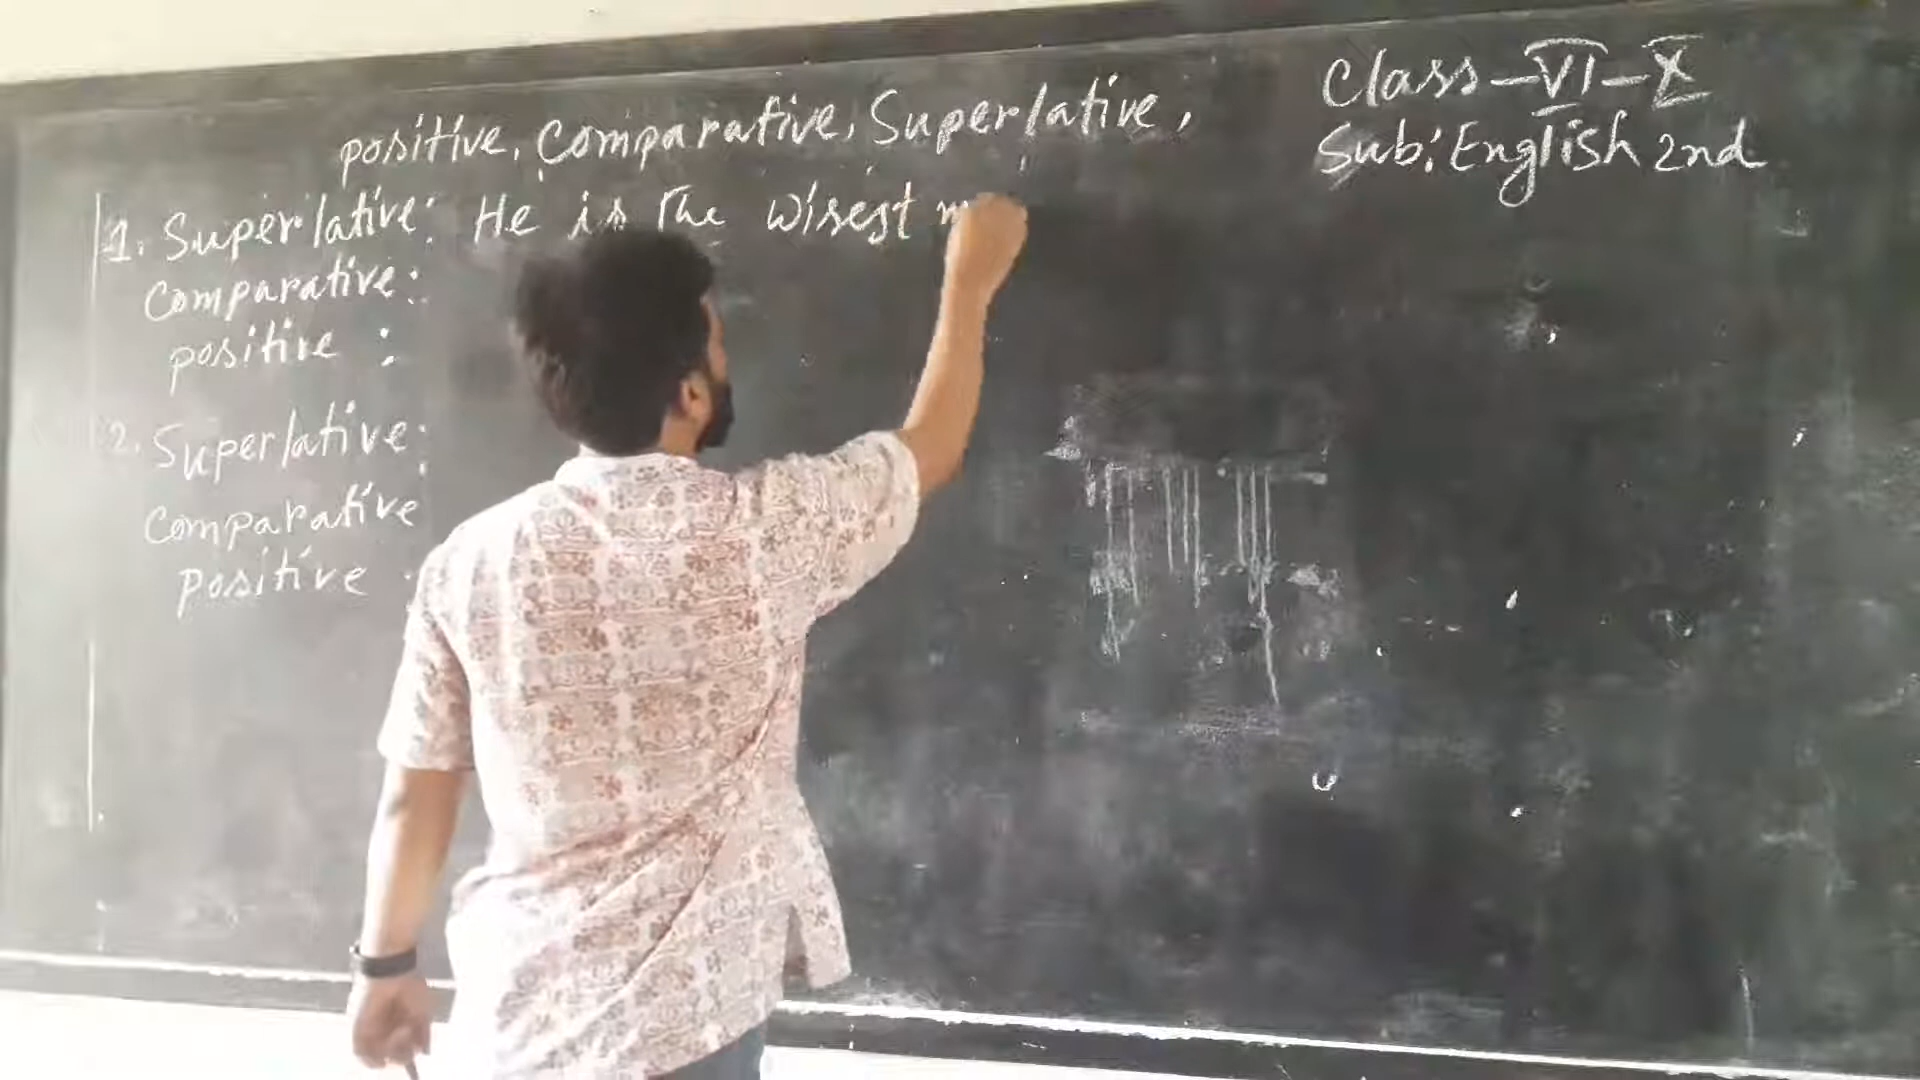 positive, Comparative, Superlative,
Class - VI - X
Sub: English 2nd
1. Superlative: He is the wisest m
Comparative:
positive :
2. Superlative:
Comparative
positive :